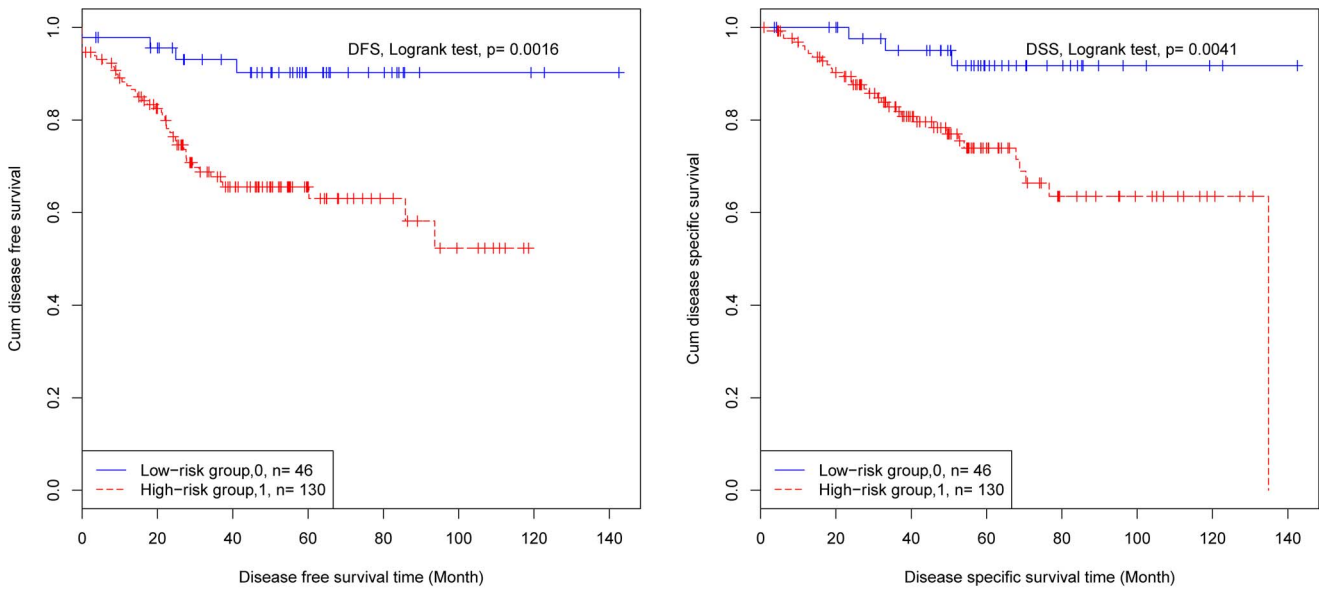 DFS, Logrank test, p= 0.0016
Cum disease free survival
1.0
0.8
0.6
0.4
0.2
0.0
Low−risk group,0, n= 46
High−risk group,1, n= 130
0 20 40 60 80 100 120 140
Disease free survival time (Month)
DSS, Logrank test, p= 0.0041
Cum disease specific survival
1.0
0.8
0.6
0.4
0.2
0.0
Low−risk group,0, n= 46
High−risk group,1, n= 130
0 20 40 60 80 100 120 140
Disease specific survival time (Month)